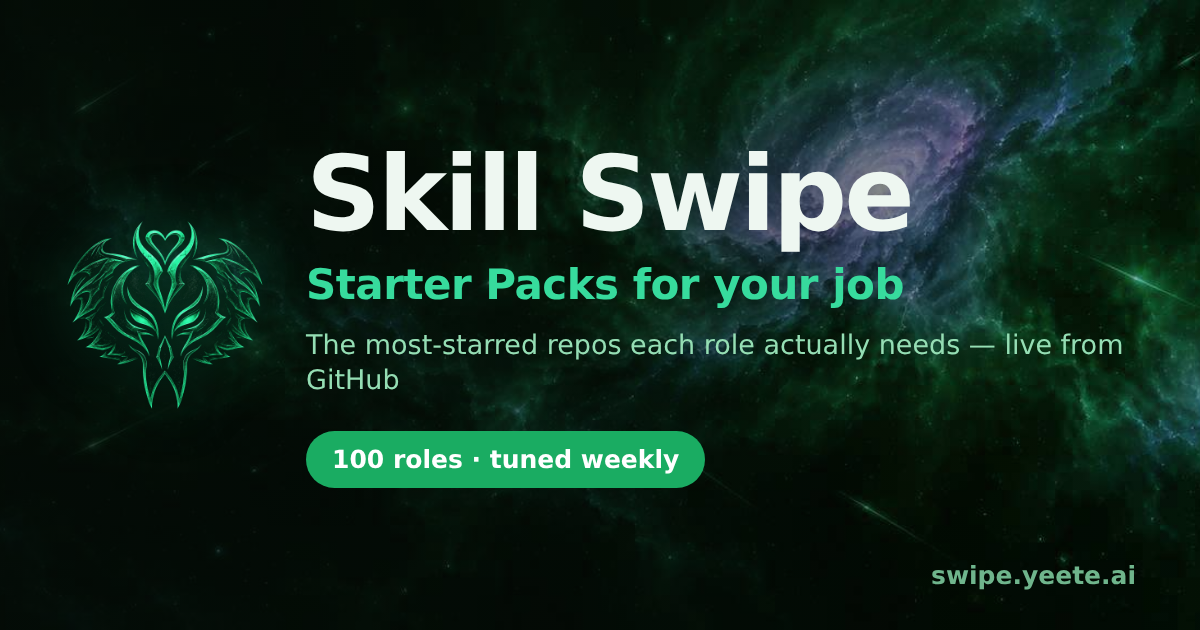 Skill Swipe
Starter Packs for your job
The most-starred repos each role actually needs — live from
GitHub
100 roles · tuned weekly
swipe.yeete.ai